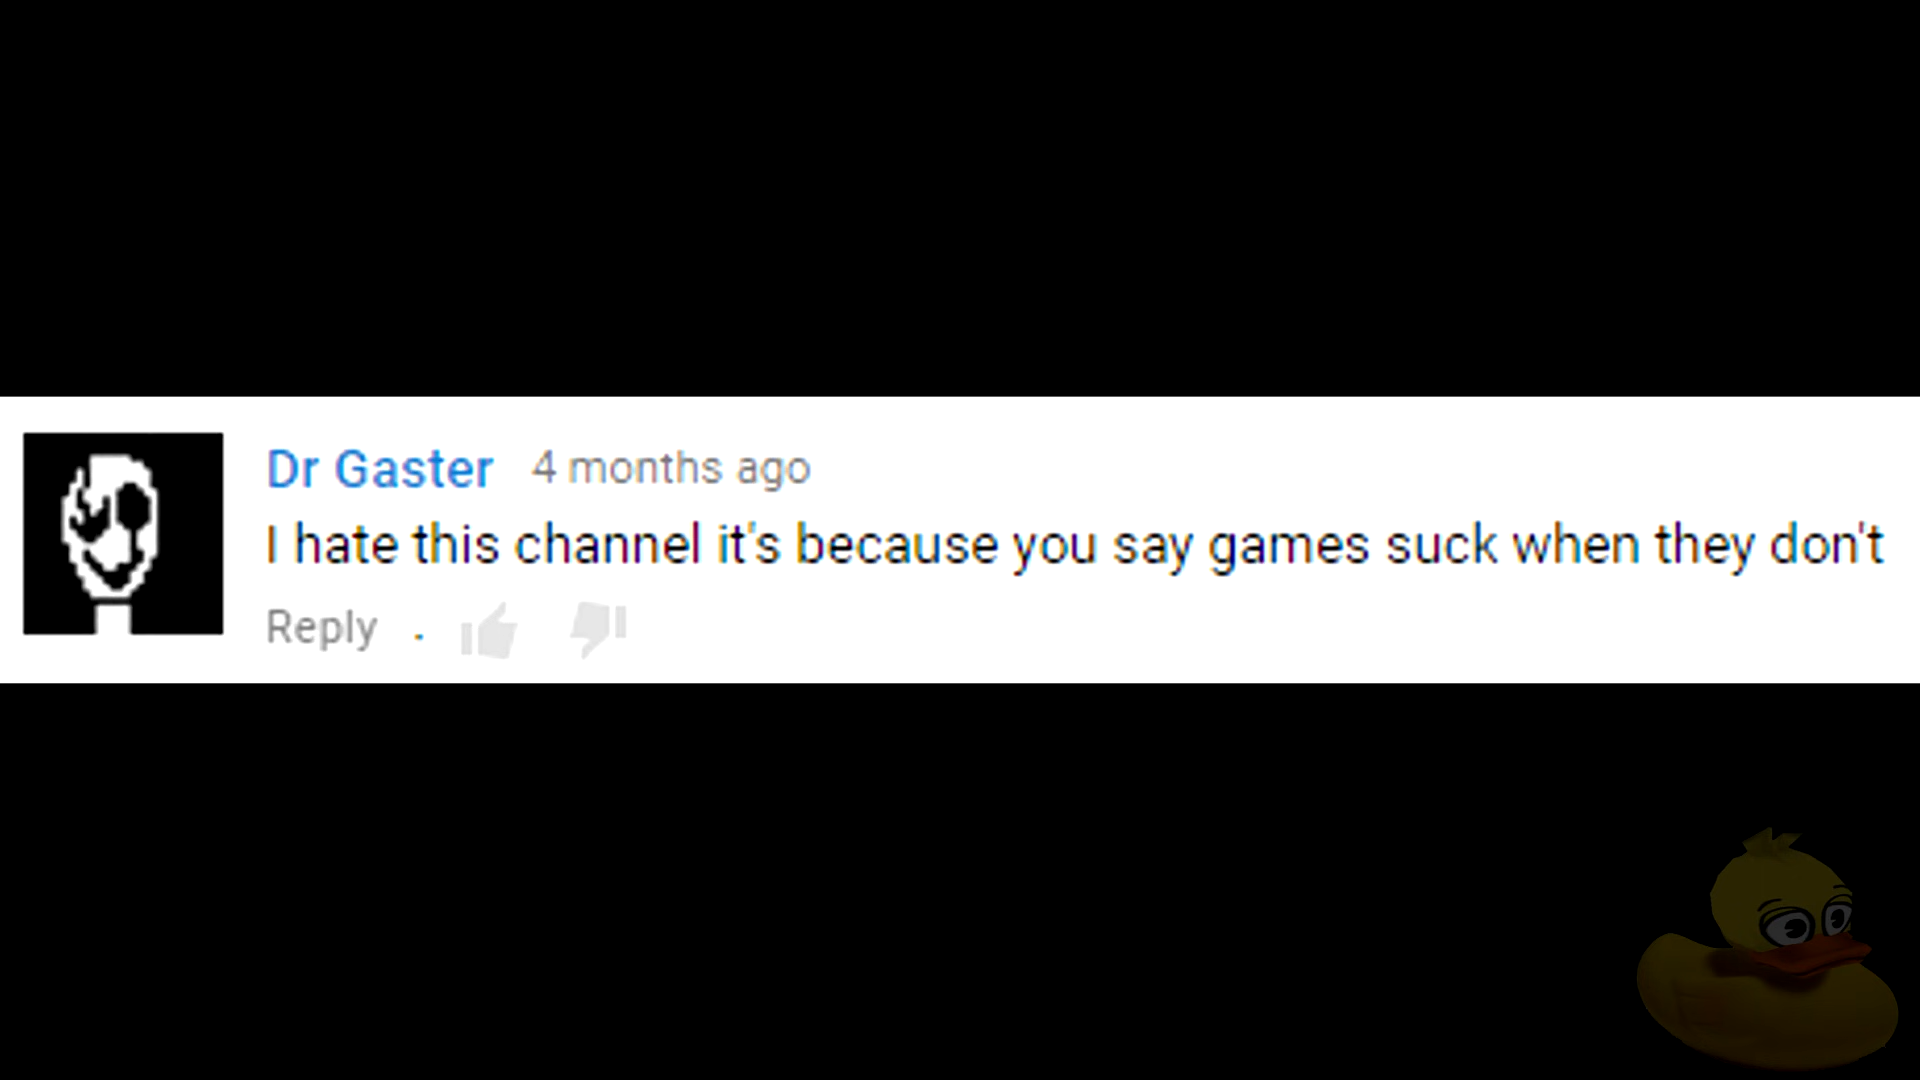 Dr Gaster 4 months ago
I hate this channel it's because you say games suck when they don't
Reply .